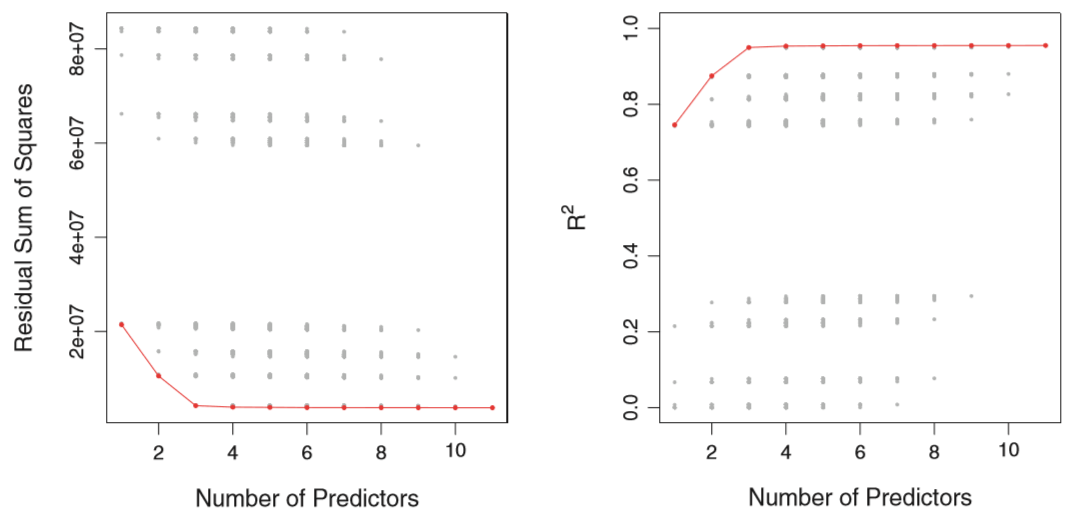 Residual Sum of Squares
8e+07
6e+07
4e+07
2e+07
2 4 6 8 10
Number of Predictors
R2
1.0
0.8
0.6
0.4
0.2
0.0
2 4 6 8 10
Number of Predictors